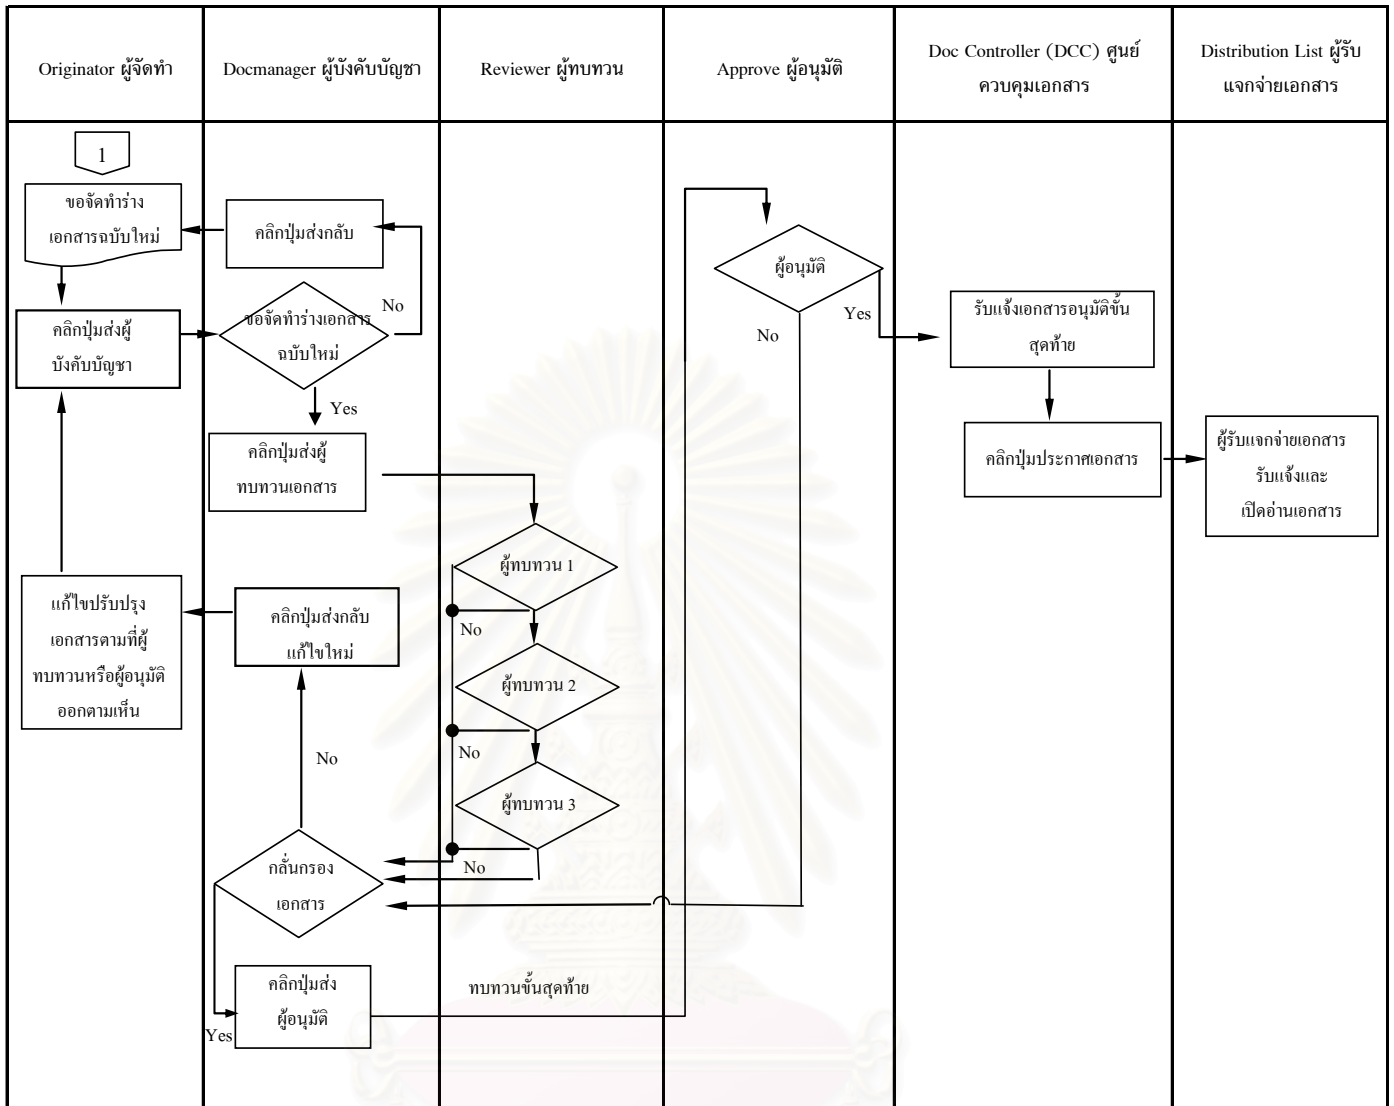 Originator ผู้จัดทำ
Docmanager ผู้บังคับบัญชา
Reviewer ผู้ทบทวน
Approve ผู้อนุมัติ
Doc Controller (DCC) ศูนย์
ควบคุมเอกสาร
Distribution List ผู้รับ
แจกจ่ายเอกสาร
1
ขอจัดทำร่าง
เอกสารฉบับใหม่
คลิกปุ่มส่งผู้
บังคับบัญชา
แก้ไขปรับปรุง
เอกสารตามที่ผู้
ทบทวนหรือผู้อนุมัติ
ออกตามเห็น
คลิกปุ่มส่งกลับ
No
ขอจัดทำร่างเอกสาร
ฉบับใหม่
Yes
คลิกปุ่มส่งผู้
ทบทวนเอกสาร
คลิกปุ่มส่งกลับ
แก้ไขใหม่
No
กลั่นกรอง
เอกสาร
คลิกปุ่มส่ง
ผู้อนุมัติ
Yes
ผู้ทบทวน 1
No
ผู้ทบทวน 2
No
ผู้ทบทวน 3
No
ทบทวนขั้นสุดท้าย
ผู้อนุมัติ
Yes
No
รับแจ้งเอกสารอนุมัติขั้น
สุดท้าย
คลิกปุ่มประกาศเอกสาร
ผู้รับแจกจ่ายเอกสาร
รับแจ้งและ
เปิดอ่านเอกสาร